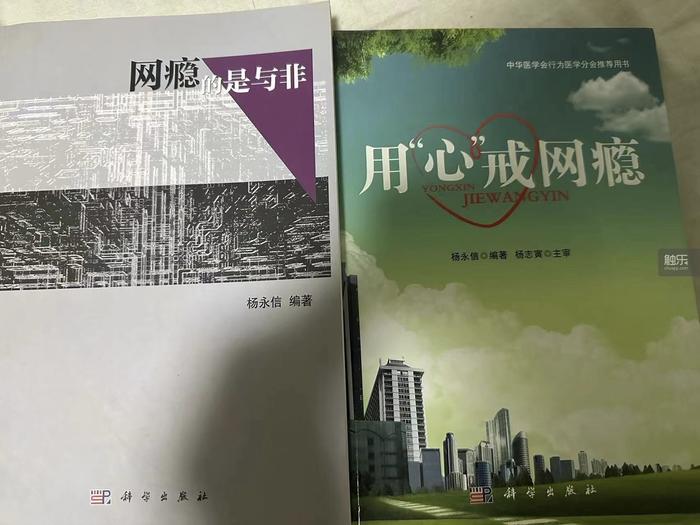 网瘾的是与非
杨永信 编著
SP 科学出版社
中华医学会行为医学分会推荐用书
用“心”戒网瘾
YONGXIN
JIEWANGYIN
杨永信◎编著 杨志寅◎主审
触乐
chuapp.com
SP 科学出版社